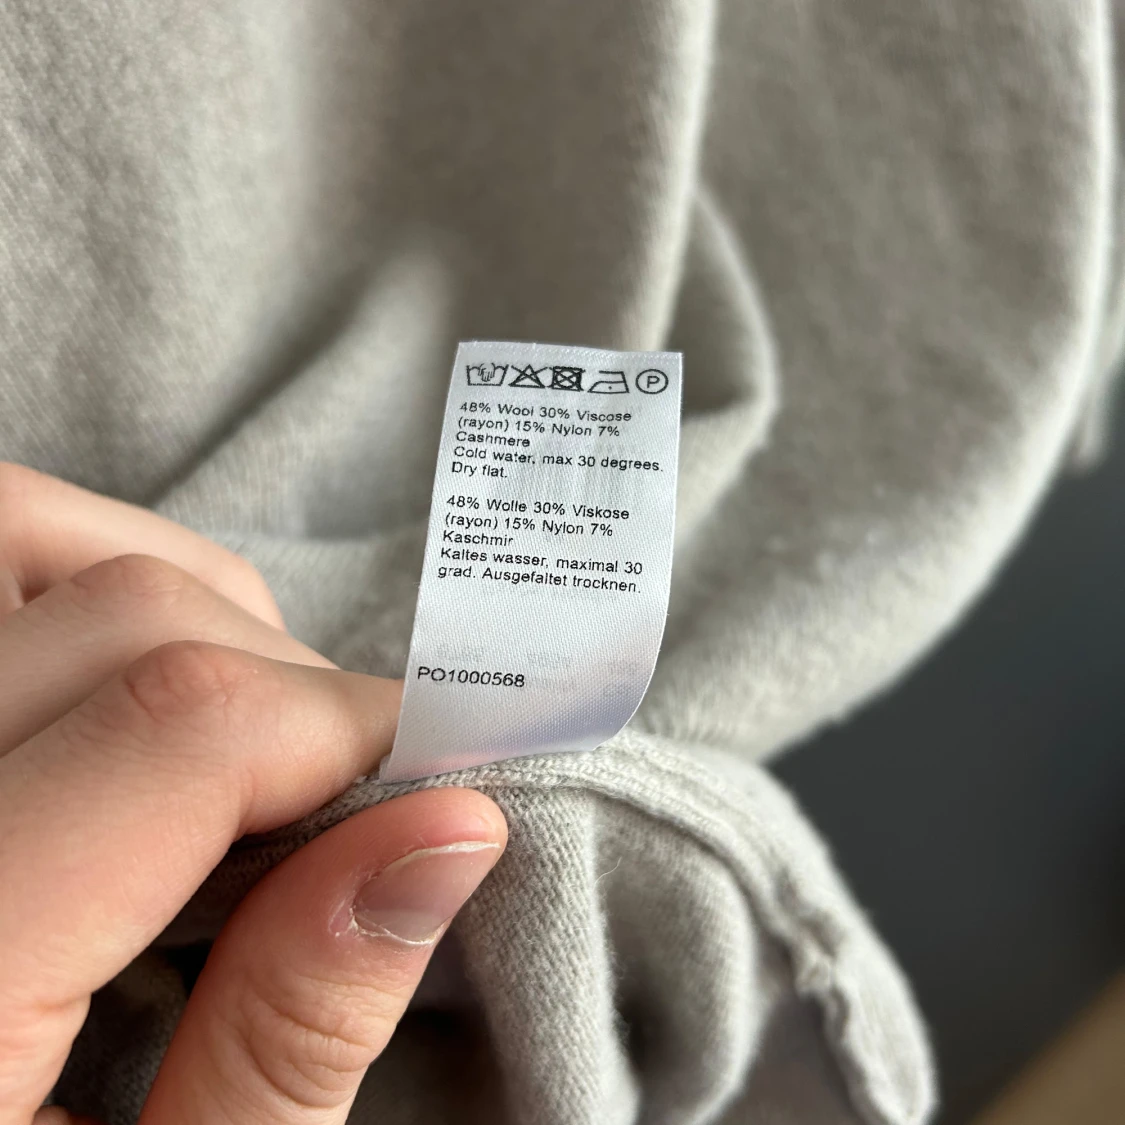 P
48% Wool 30% Viscose
(rayon) 15% Nylon 7%
Cashmere
Cold water, max 30 degrees.
Dry flat.
48% Wolle 30% Viskose
(rayon) 15% Nylon 7%
Kaschmir
Kaltes wasser, maximal 30
grad. Ausgefaltet trocknen.
PO1000568